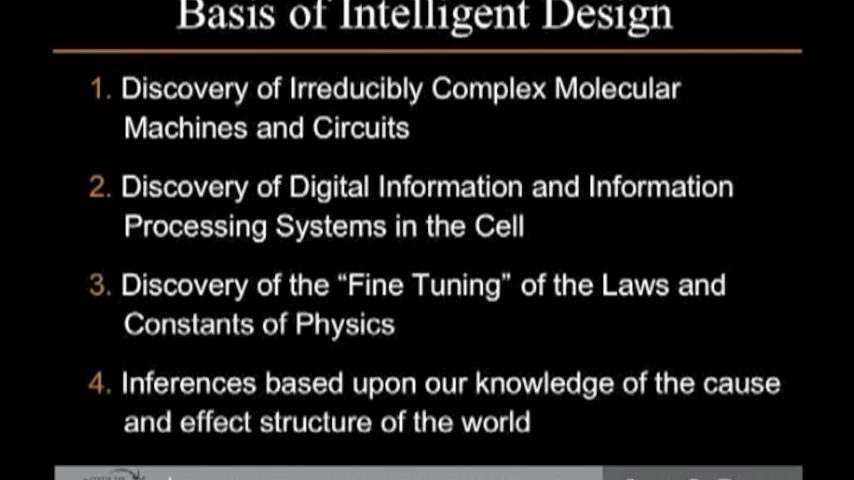 Basis of Intelligent Design
1. Discovery of Irreducibly Complex Molecular
Machines and Circuits
2. Discovery of Digital Information and Information
Processing Systems in the Cell
3. Discovery of the “Fine Tuning” of the Laws and
Constants of Physics
4. Inferences based upon our knowledge of the cause
and effect structure of the world